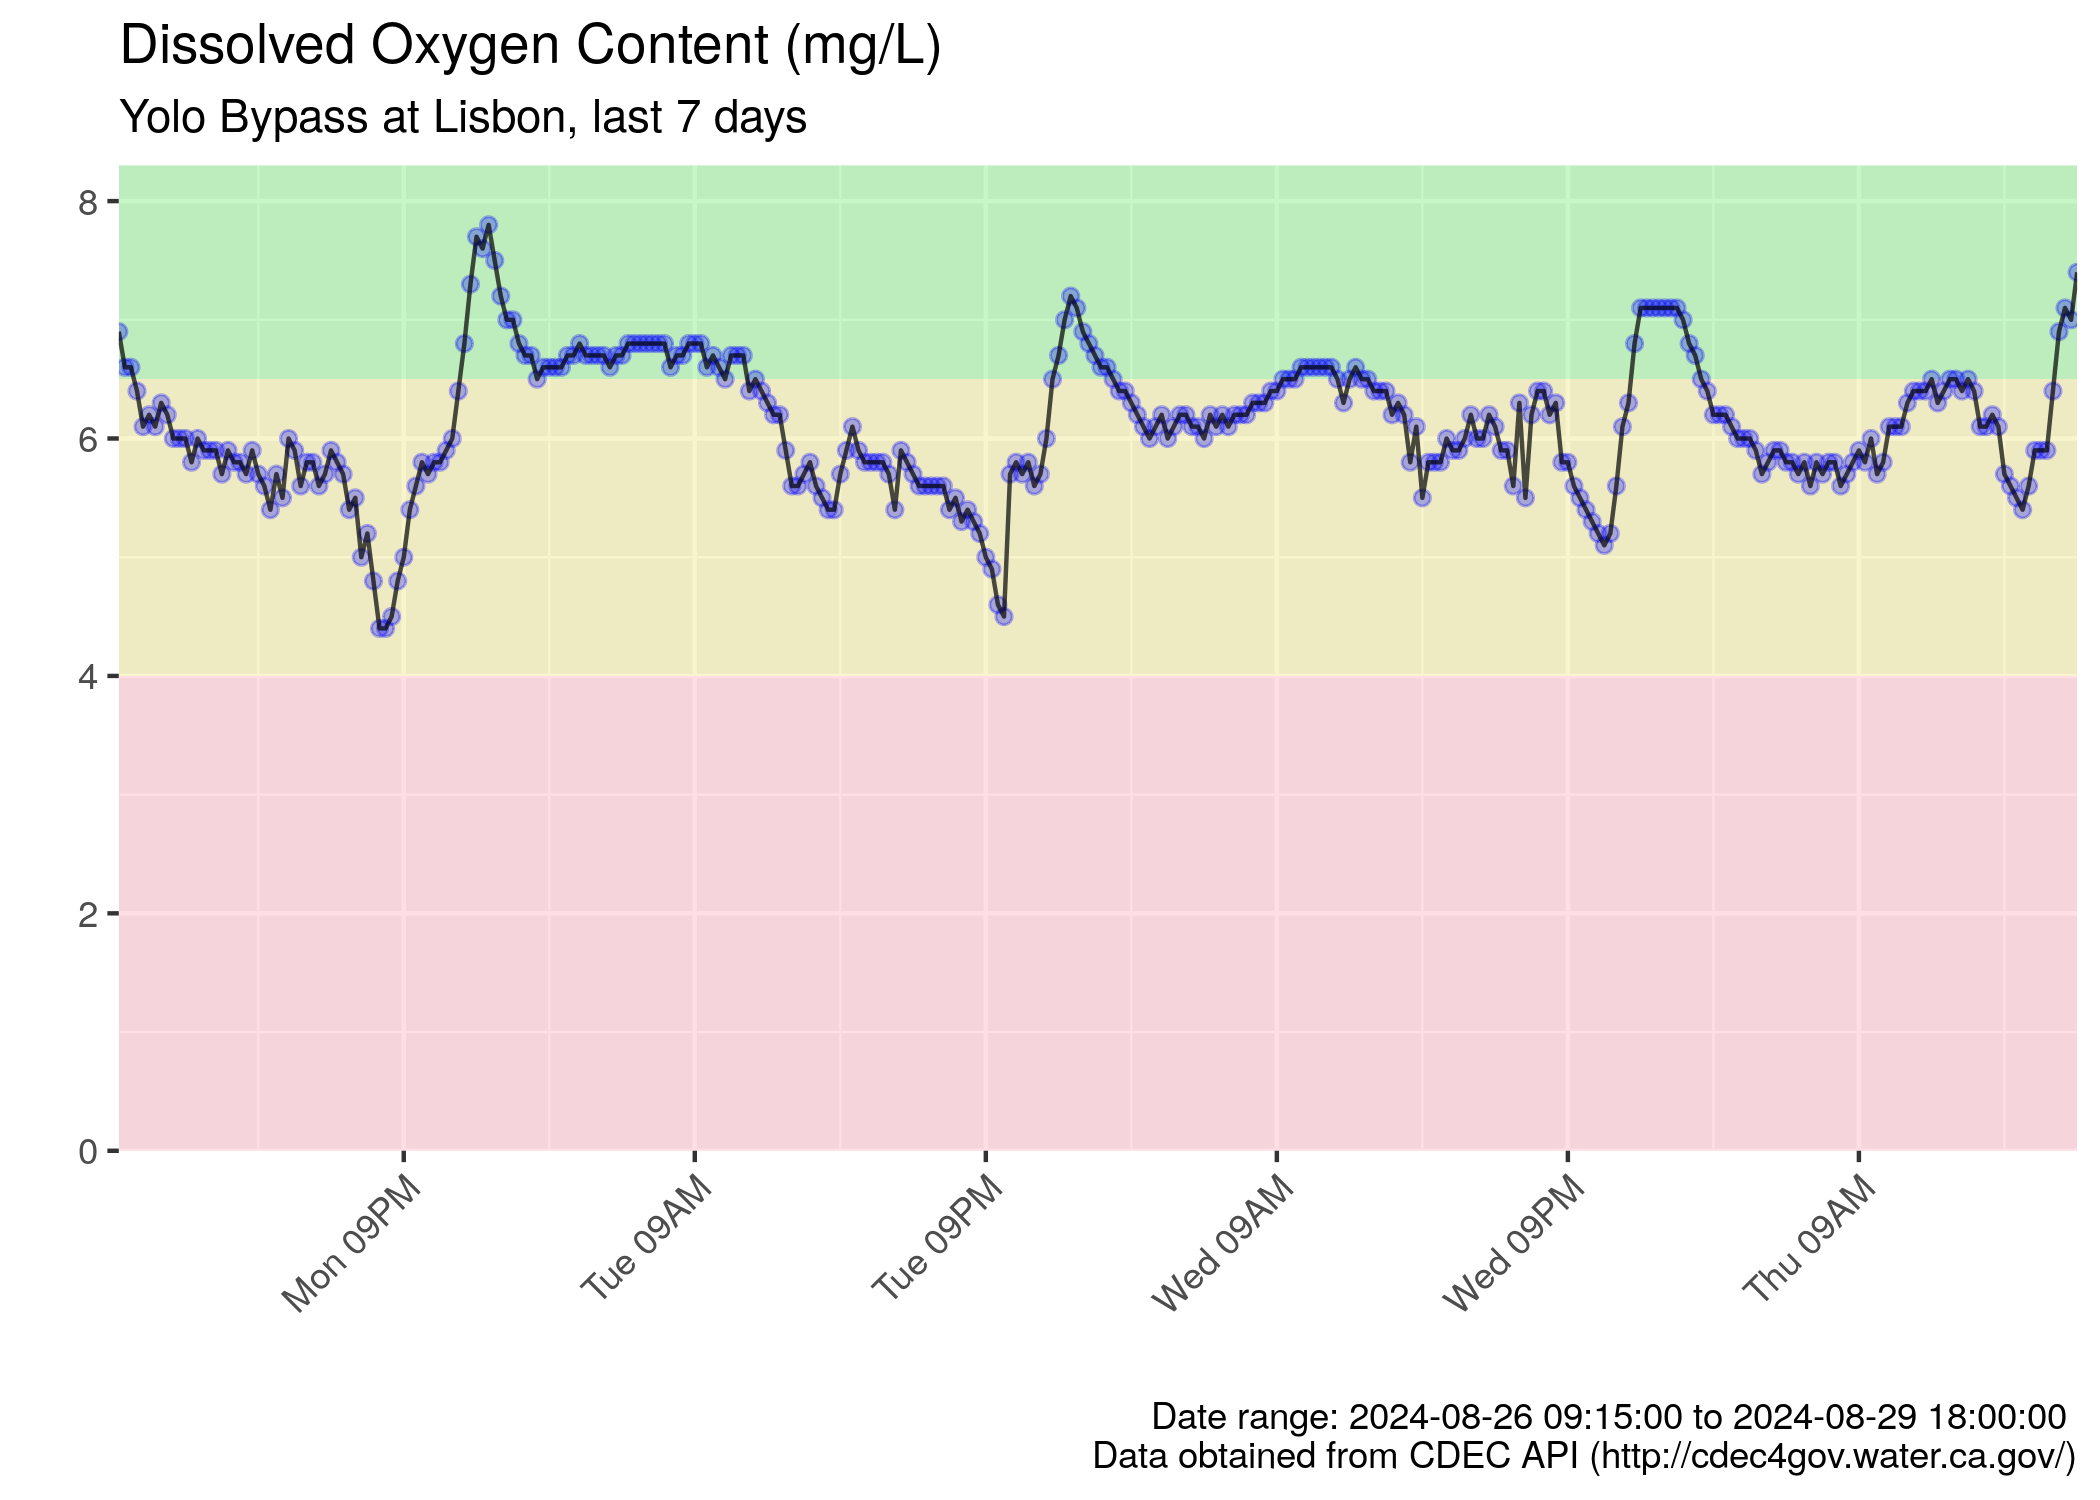 Dissolved Oxygen Content (mg/L)
Yolo Bypass at Lisbon, last 7 days
8
6
4
2
0
Mon 09PM
Tue 09AM
Tue 09PM
Wed 09AM
Wed 09PM
Thu 09AM
Date range: 2024-08-26 09:15:00 to 2024-08-29 18:00:00
Data obtained from CDEC API (http://cdec4gov.water.ca.gov/)